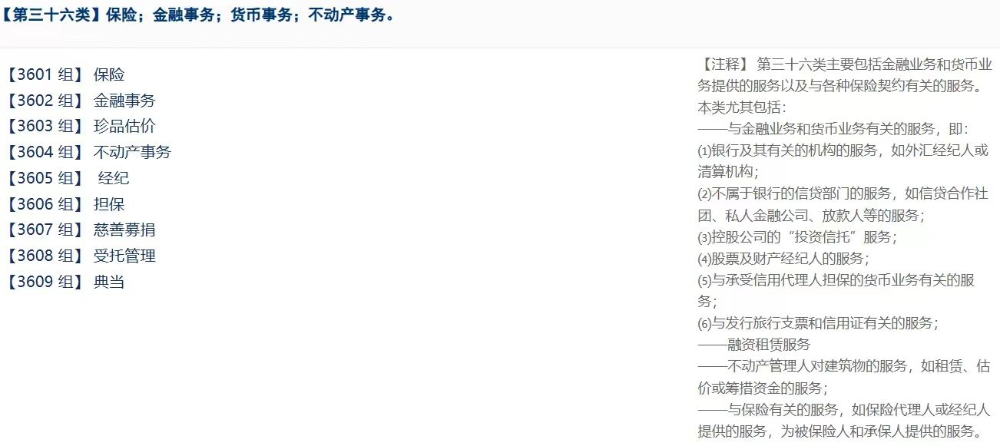 【第三十六类】保险；金融事务；货币事务；不动产事务。
【3601 组】 保险
【3602 组】 金融事务
【3603 组】 珍品估价
【3604 组】 不动产事务
【3605 组】 经纪
【3606 组】 担保
【3607 组】 慈善募捐
【3608 组】 受托管理
【3609 组】 典当
【注释】 第三十六类主要包括金融业务和货币业
务提供的服务以及与各种保险契约有关的服务。
本类尤其包括：
——与金融业务和货币业务有关的服务，即：
⑴银行及其有关的机构的服务，如外汇经纪人或
清算机构；
⑵不属于银行的信贷部门的服务，如信贷合作社
团、私人金融公司、放款人等的服务；
⑶控股公司的“投资信托”服务；
⑷股票及财产经纪人的服务；
⑸与承受信用代理人担保的货币业务有关的服
务；
⑹与发行旅行支票和信用证有关的服务；
——融资租赁服务
——不动产管理人对建筑物的服务，如租赁、估
价或筹措资金的服务；
——与保险有关的服务，如保险代理人或经纪人
提供的服务，为被保险人和承保人提供的服务。